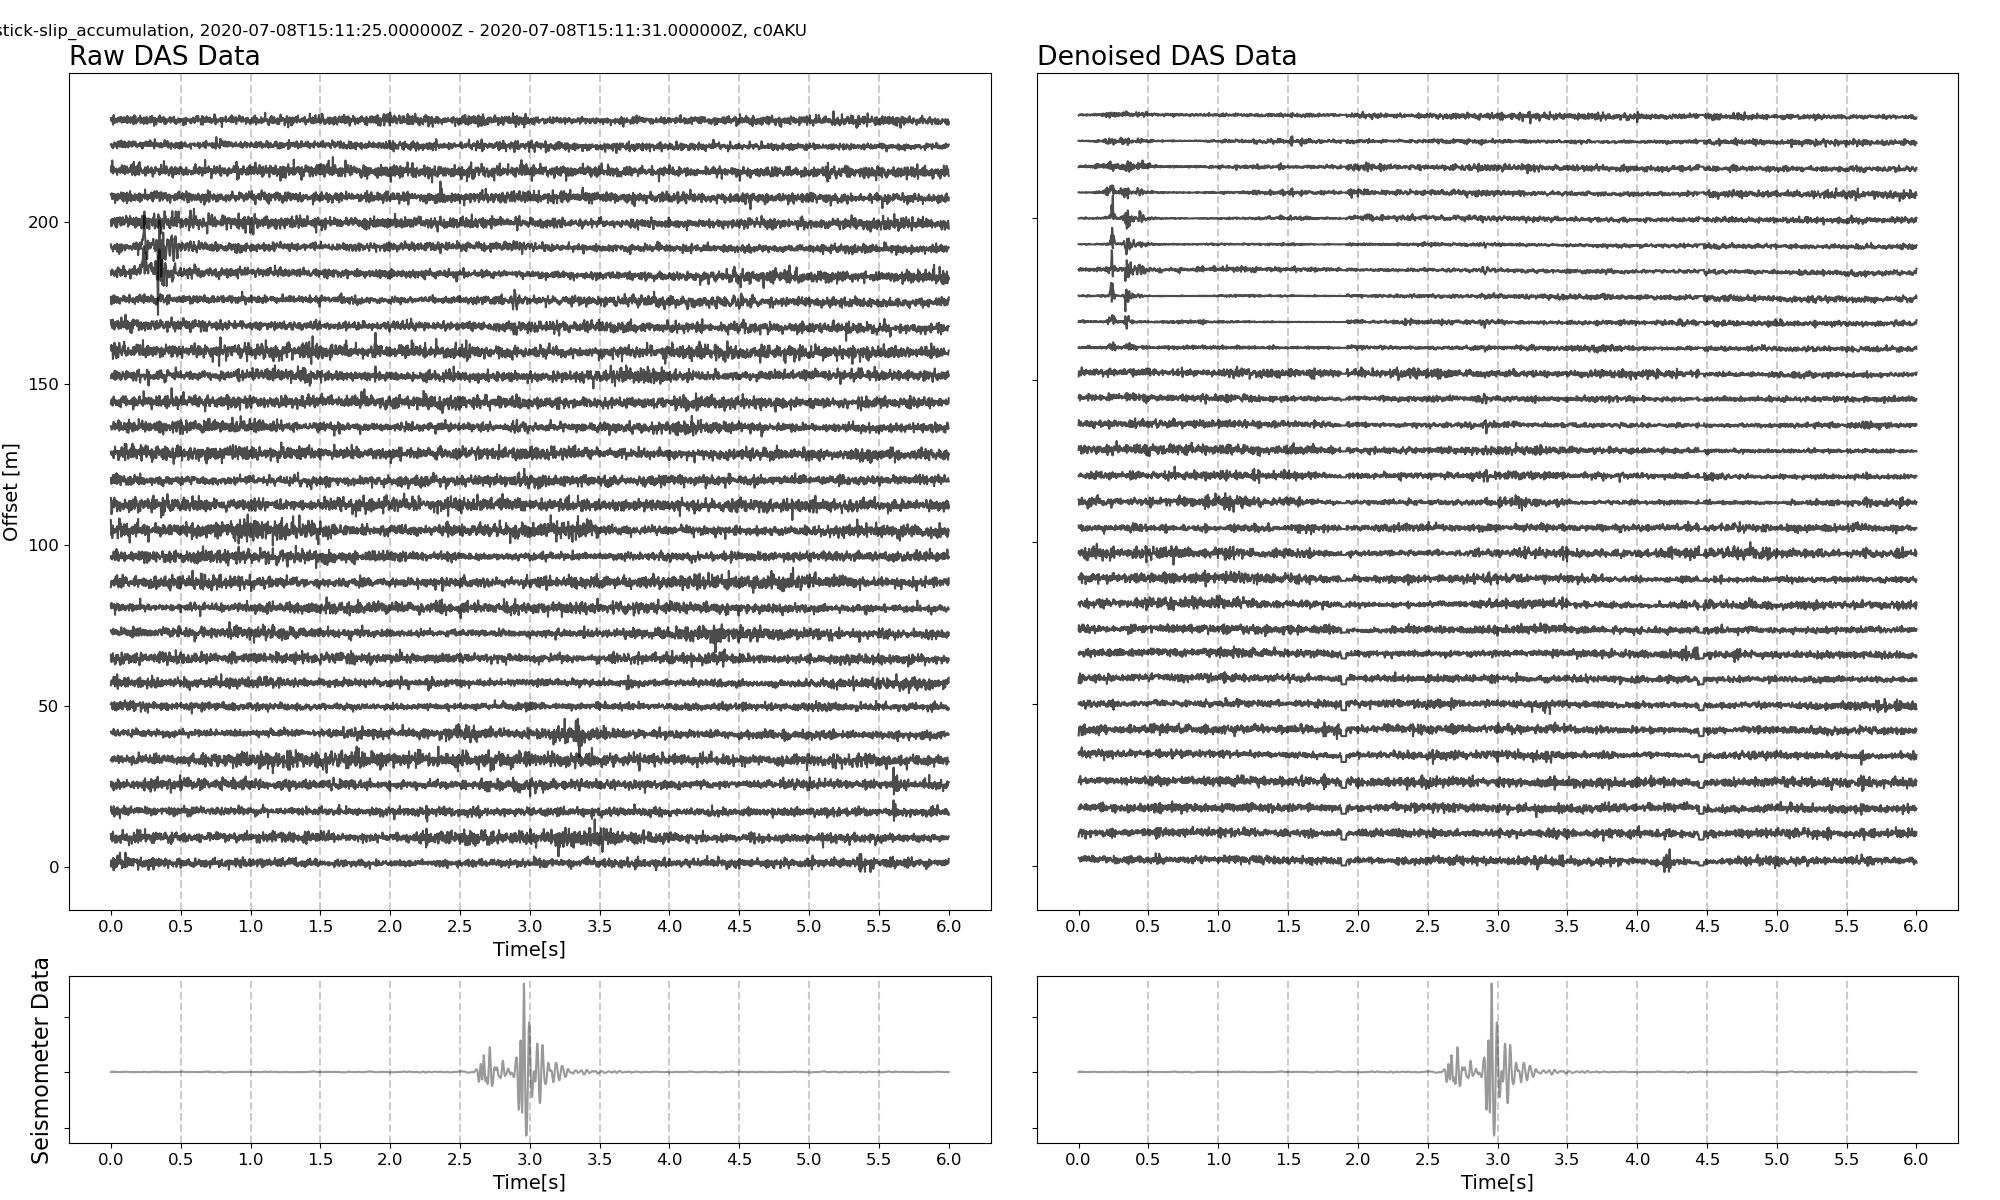 stick-slip_accumulation, 2020-07-08T15:11:25.000000Z - 2020-07-08T15:11:31.000000Z, c0AKU
Raw DAS Data
Denoised DAS Data
Offset [m]
200
150
100
50
0
0.0 0.5 1.0 1.5 2.0 2.5 3.0 3.5 4.0 4.5 5.0 5.5 6.0
Time[s]
0.0 0.5 1.0 1.5 2.0 2.5 3.0 3.5 4.0 4.5 5.0 5.5 6.0
Seismometer Data
0.0 0.5 1.0 1.5 2.0 2.5 3.0 3.5 4.0 4.5 5.0 5.5 6.0
Time[s]
0.0 0.5 1.0 1.5 2.0 2.5 3.0 3.5 4.0 4.5 5.0 5.5 6.0
Time[s]